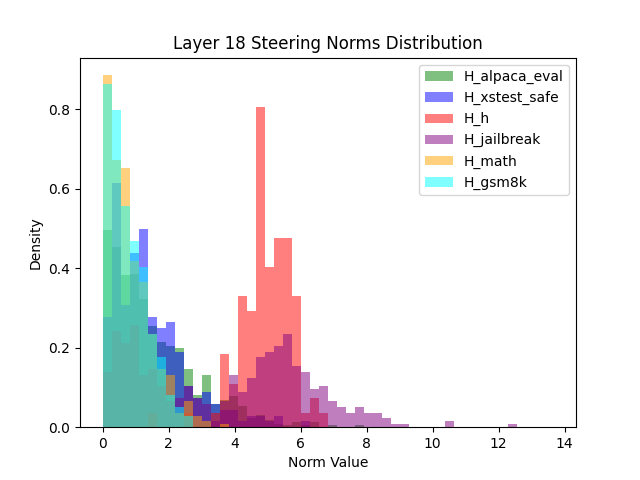 Layer 18 Steering Norms Distribution
H_alpaca_eval
H_xstest_safe
H_h
H_jailbreak
H_math
H_gsm8k
Density
0.8
0.6
0.4
0.2
0.0
0 2 4 6 8 10 12 14
Norm Value